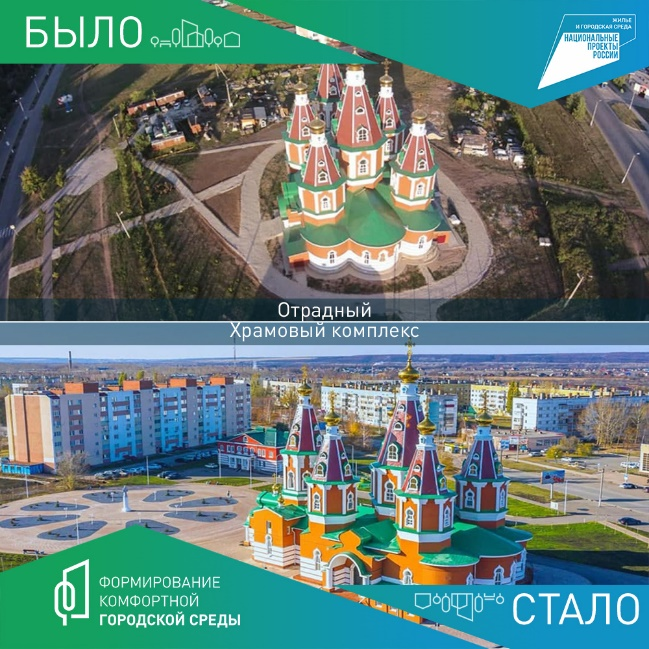 БЫЛО
ЖИЛЬЕ
И ГОРОДСКАЯ СРЕДА
НАЦИОНАЛЬНЫЕ
ПРОЕКТЫ
РОССИИ
Отрадный
Храмовый комплекс
ФОРМИРОВАНИЕ
КОМФОРТНОЙ
ГОРОДСКОЙ СРЕДЫ
СТАЛО